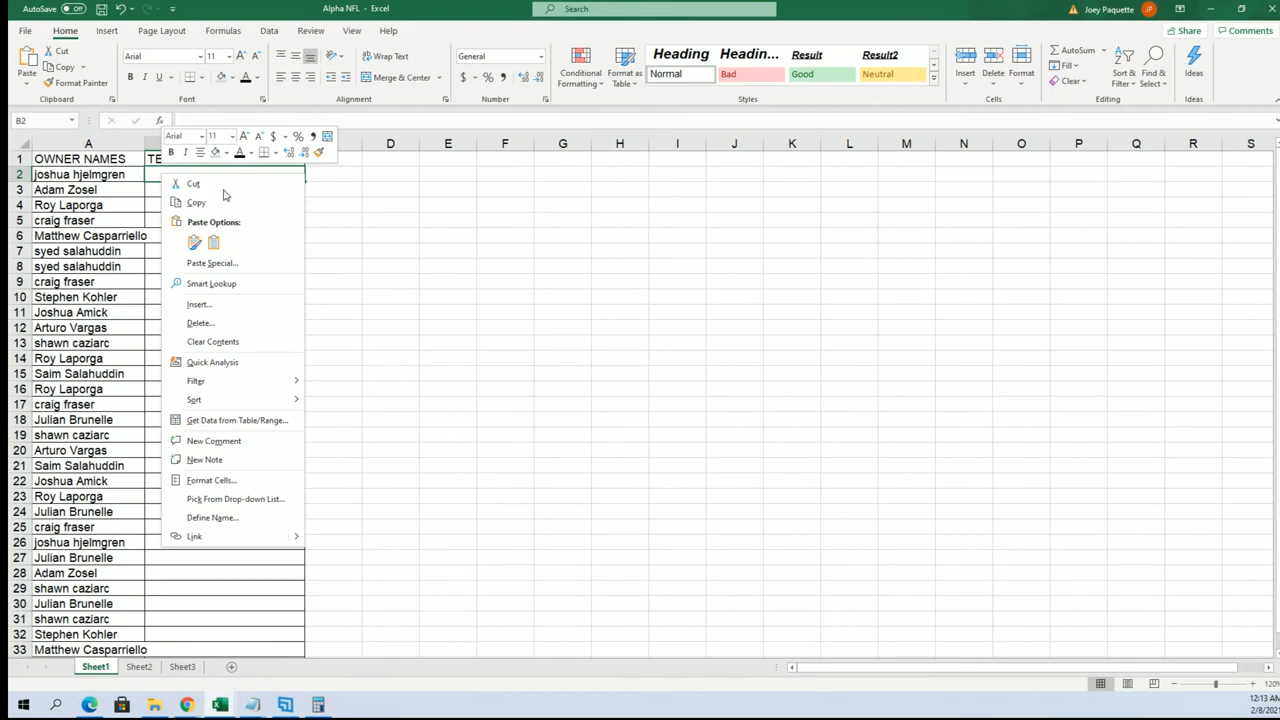 AutoSave Off Alpha NFL - Excel Search Joey Paquette JP
File Home Insert Page Layout Formulas Data Review View Help Share Comments
Paste Cut Copy Format Painter
Arial 11 Wrap Text Merge & Center General
Conditional Formatting Format as Table Heading Headin... Result Result2
Normal Bad Good Neutral
Insert Delete Format AutoSum Fill Clear Sort & Filter Find & Select Ideas
Clipboard Font Alignment Number Styles Cells Editing Ideas
B2 fx
Arial 11
A D E F G H I J K L M N O P Q R S
1 OWNER NAMES TE
2 joshua hjelmgren
3 Adam Zosel
4 Roy Laporga
5 craig fraser
6 Matthew Casparriello
7 syed salahuddin
8 syed salahuddin
9 craig fraser
10 Stephen Kohler
11 Joshua Amick
12 Arturo Vargas
13 shawn caziarc
14 Roy Laporga
15 Saim Salahuddin
16 Roy Laporga
17 craig fraser
18 Julian Brunelle
19 shawn caziarc
20 Arturo Vargas
21 Saim Salahuddin
22 Joshua Amick
23 Roy Laporga
24 Julian Brunelle
25 craig fraser
26 joshua hjelmgren
27 Julian Brunelle
28 Adam Zosel
29 shawn caziarc
30 Julian Brunelle
31 shawn caziarc
32 Stephen Kohler
33 Matthew Casparriello
Cut
Copy
Paste Options:
Paste Special...
Smart Lookup
Insert...
Delete...
Clear Contents
Quick Analysis
Filter
Sort
Get Data from Table/Range...
New Comment
New Note
Format Cells...
Pick From Drop-down List...
Define Name...
Link
Sheet1 Sheet2 Sheet3
120%
12:13 AM